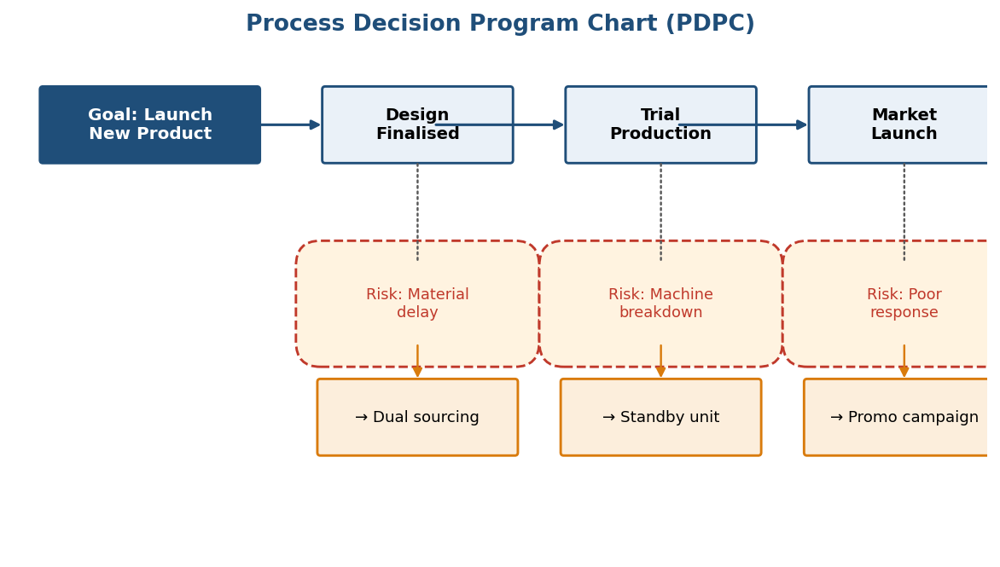 Process Decision Program Chart (PDPC)
Goal: Launch
New Product
Design
Finalised
Trial
Production
Market
Launch
Risk: Material
delay
Risk: Machine
breakdown
Risk: Poor
response
→ Dual sourcing
→ Standby unit
→ Promo campaign